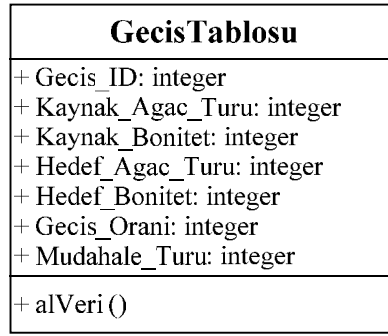 GecisTablosu
+ Gecis_ID: integer
+ Kaynak_Agac_Turu: integer
+ Kaynak_Bonitet: integer
+ Hedef_Agac_Turu: integer
+ Hedef_Bonitet: integer
+ Gecis_Orani: integer
+ Mudahale_Turu: integer
+ alVeri()